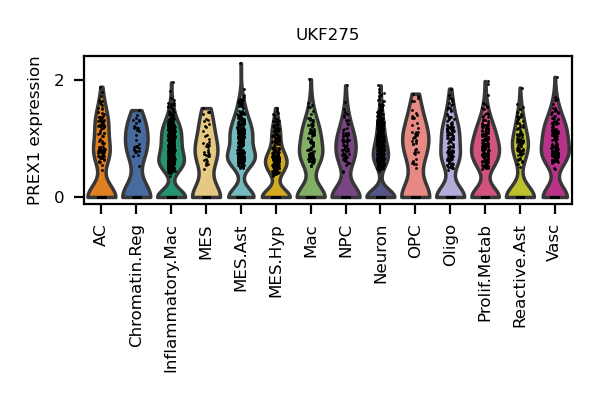 UKF275
PREX1 expression
2
0
AC
Chromatin.Reg
Inflammatory.Mac
MES
MES.Ast
MES.Hyp
Mac
NPC
Neuron
OPC
Oligo
Prolif.Metab
Reactive.Ast
Vasc